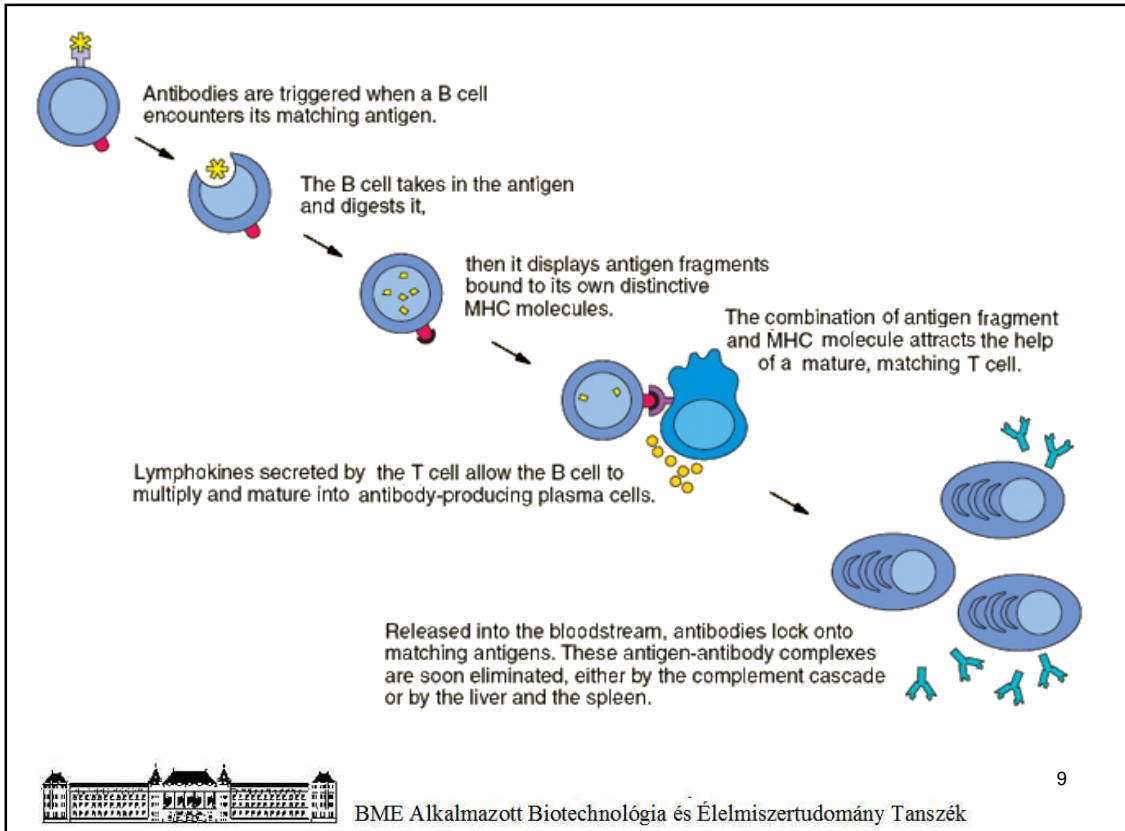 Antibodies are triggered when a B cell
encounters its matching antigen.
The B cell takes in the antigen
and digests it,
then it displays antigen fragments
bound to its own distinctive
MHC molecules.
The combination of antigen fragment
and MHC molecule attracts the help
of a mature, matching T cell.
Lymphokines secreted by the T cell allow the B cell to
multiply and mature into antibody-producing plasma cells.
Released into the bloodstream, antibodies lock onto
matching antigens. These antigen-antibody complexes
are soon eliminated, either by the complement cascade
or by the liver and the spleen.
9
BME Alkalmazott Biotechnológia és Élelmiszertudomány Tanszék